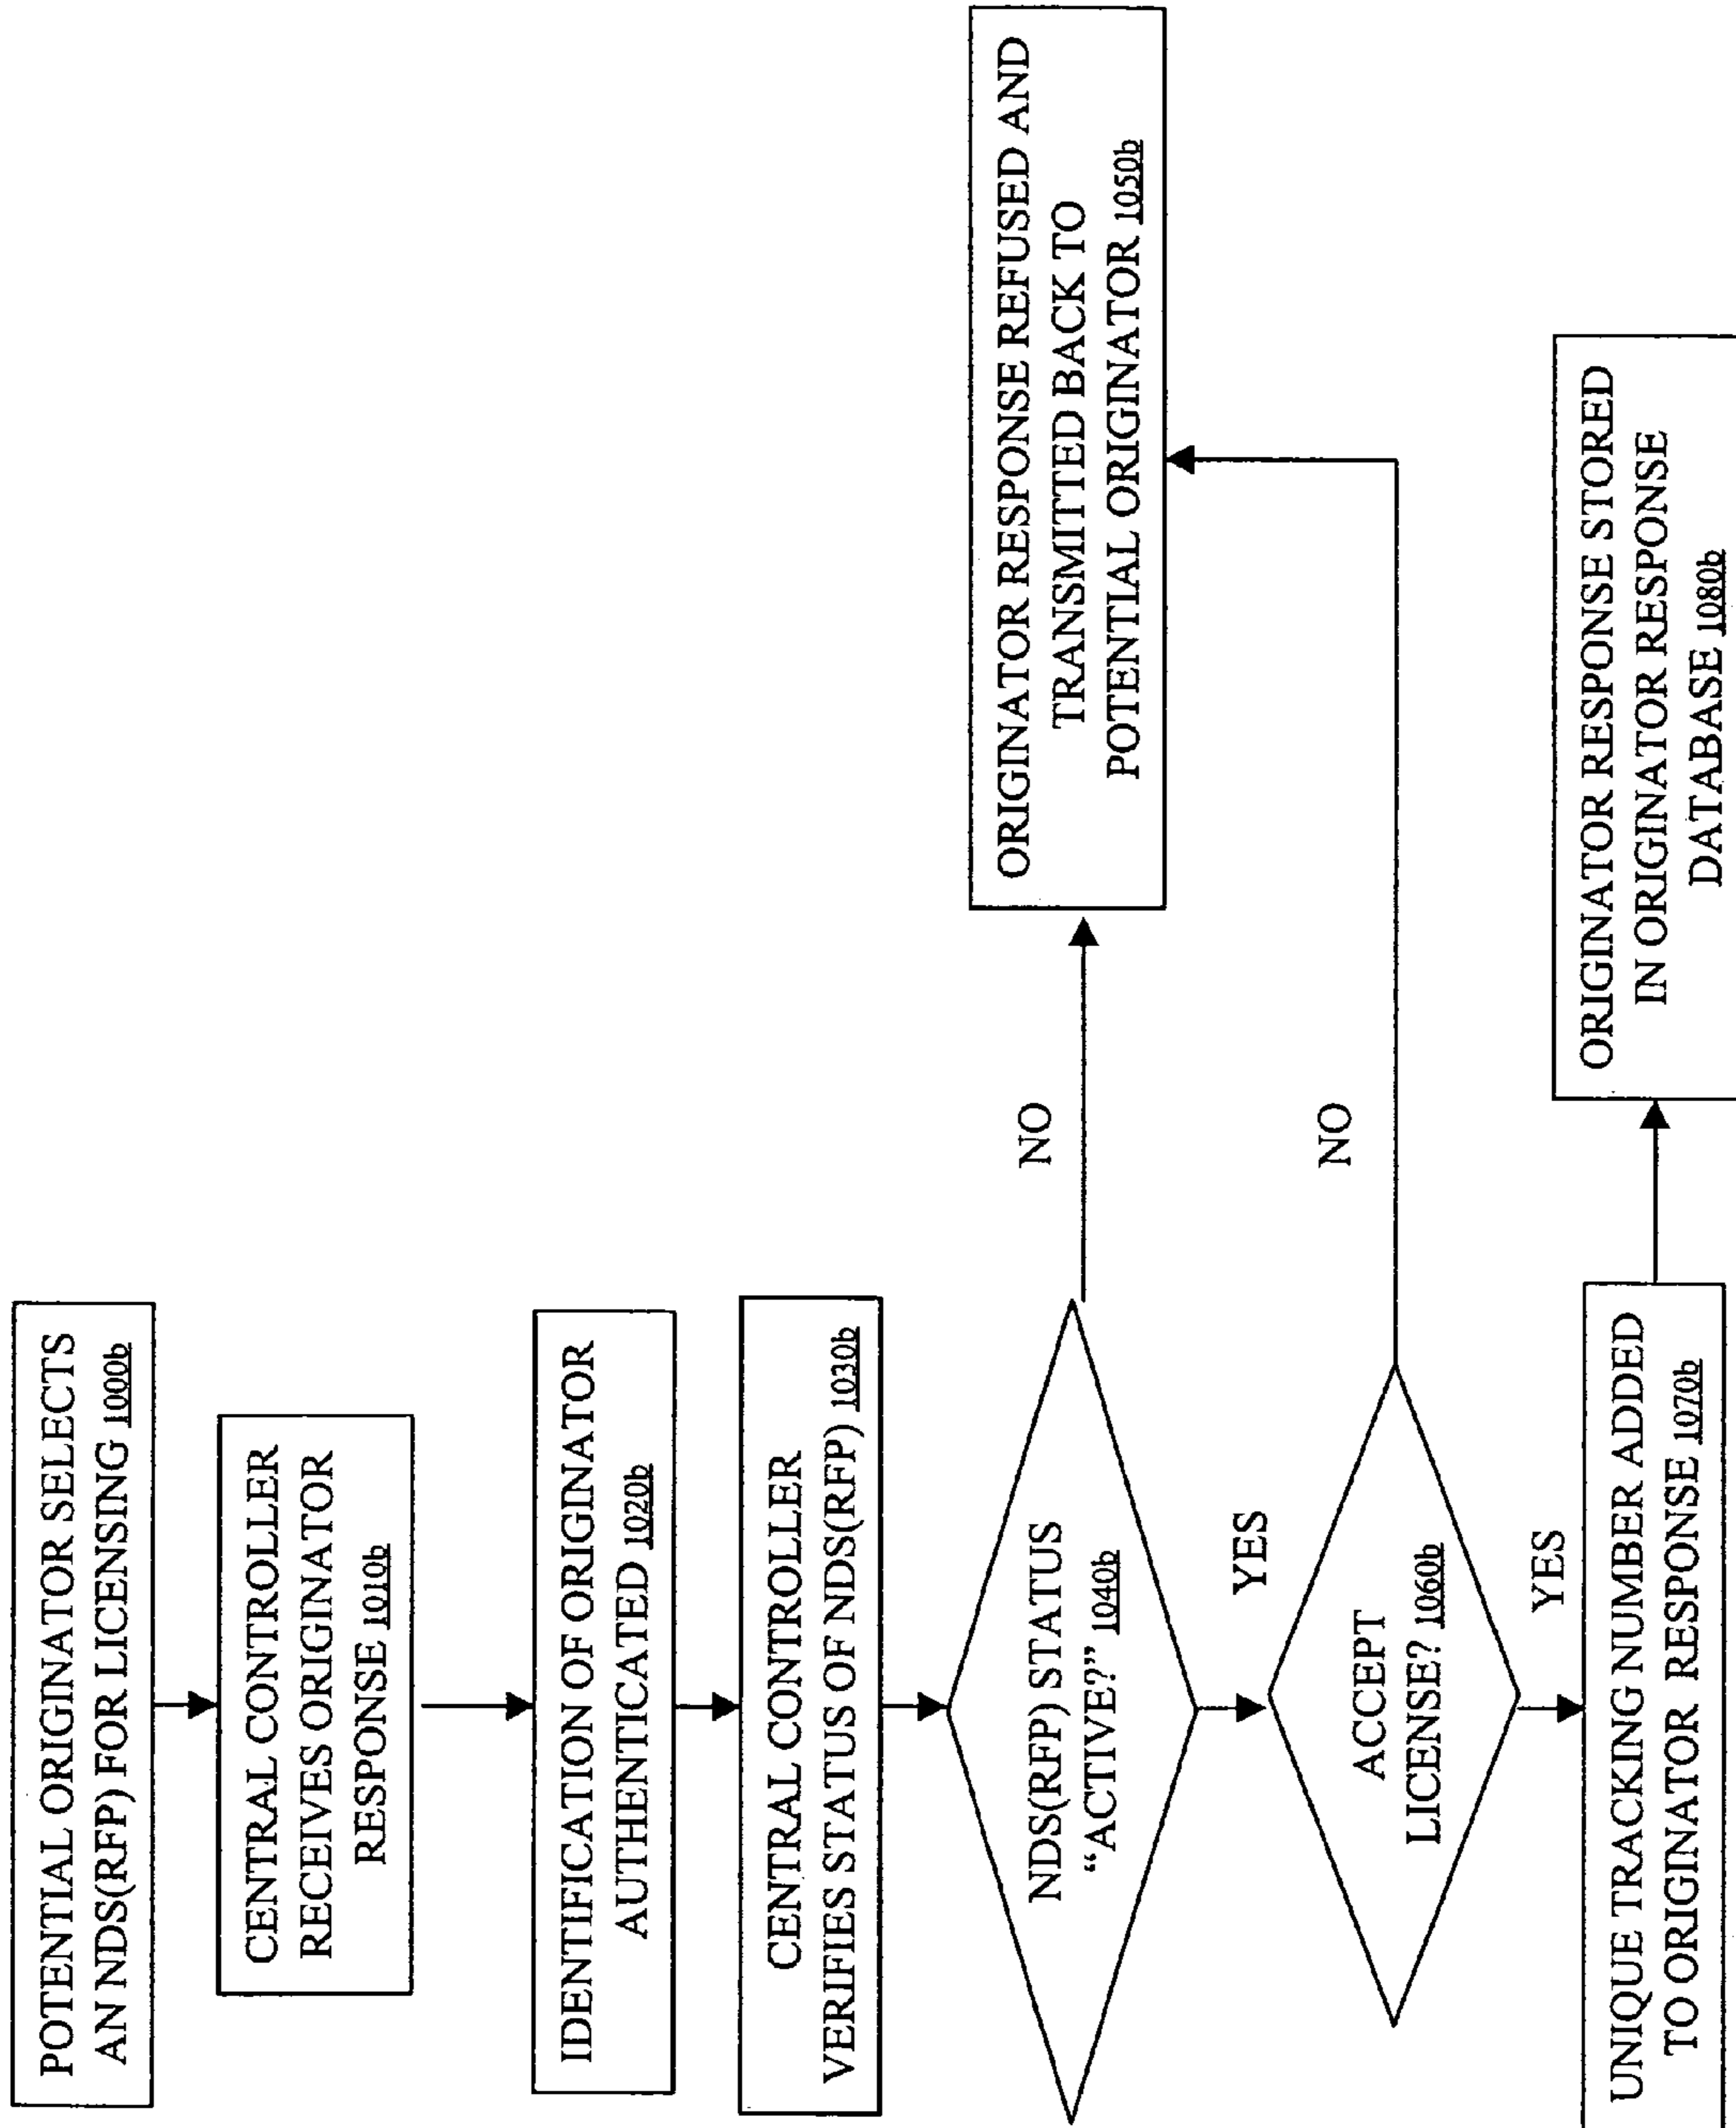 POTENTIAL ORIGINATOR SELECTS
AN NDS(RFP) FOR LICENSING 1000b
CENTRAL CONTROLLER
RECEIVES ORIGINATOR
RESPONSE 1010b
IDENTIFICATION OF ORIGINATOR
AUTHENTICATED 1020b
CENTRAL CONTROLLER
VERIFIES STATUS OF NDS(RFP) 1030b
NDS(RFP) STATUS
“ACTIVE?” 1040b
NO
ORIGINATOR RESPONSE REFUSED AND
TRANSMITTED BACK TO
POTENTIAL ORIGINATOR 1050b
YES
ACCEPT
LICENSE? 1060b
NO
YES
UNIQUE TRACKING NUMBER ADDED
TO ORIGINATOR RESPONSE 1070b
ORIGINATOR RESPONSE STORED
IN ORIGINATOR RESPONSE
DATABASE 1080b